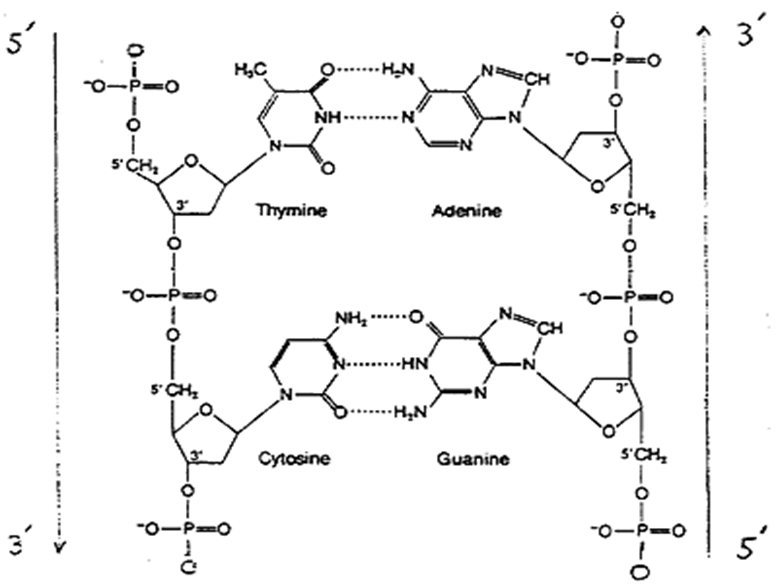 5′ 3′
O O
⁻O—P=O ⁻O—P=O
O O
H₃C O H₂N N CH
NH N N
N O N 3′
5′ CH₂ O O
3′ Thymine Adenine 5′ CH₂
O O
⁻O—P=O ⁻O—P=O
O O
NH₂ O N CH
N HN N
5′ CH₂ N N 3′
O O H₂N O
3′ Cytosine Guanine 5′ CH₂
O O
⁻O—P=O ⁻O—P=O
3′ O O 5′